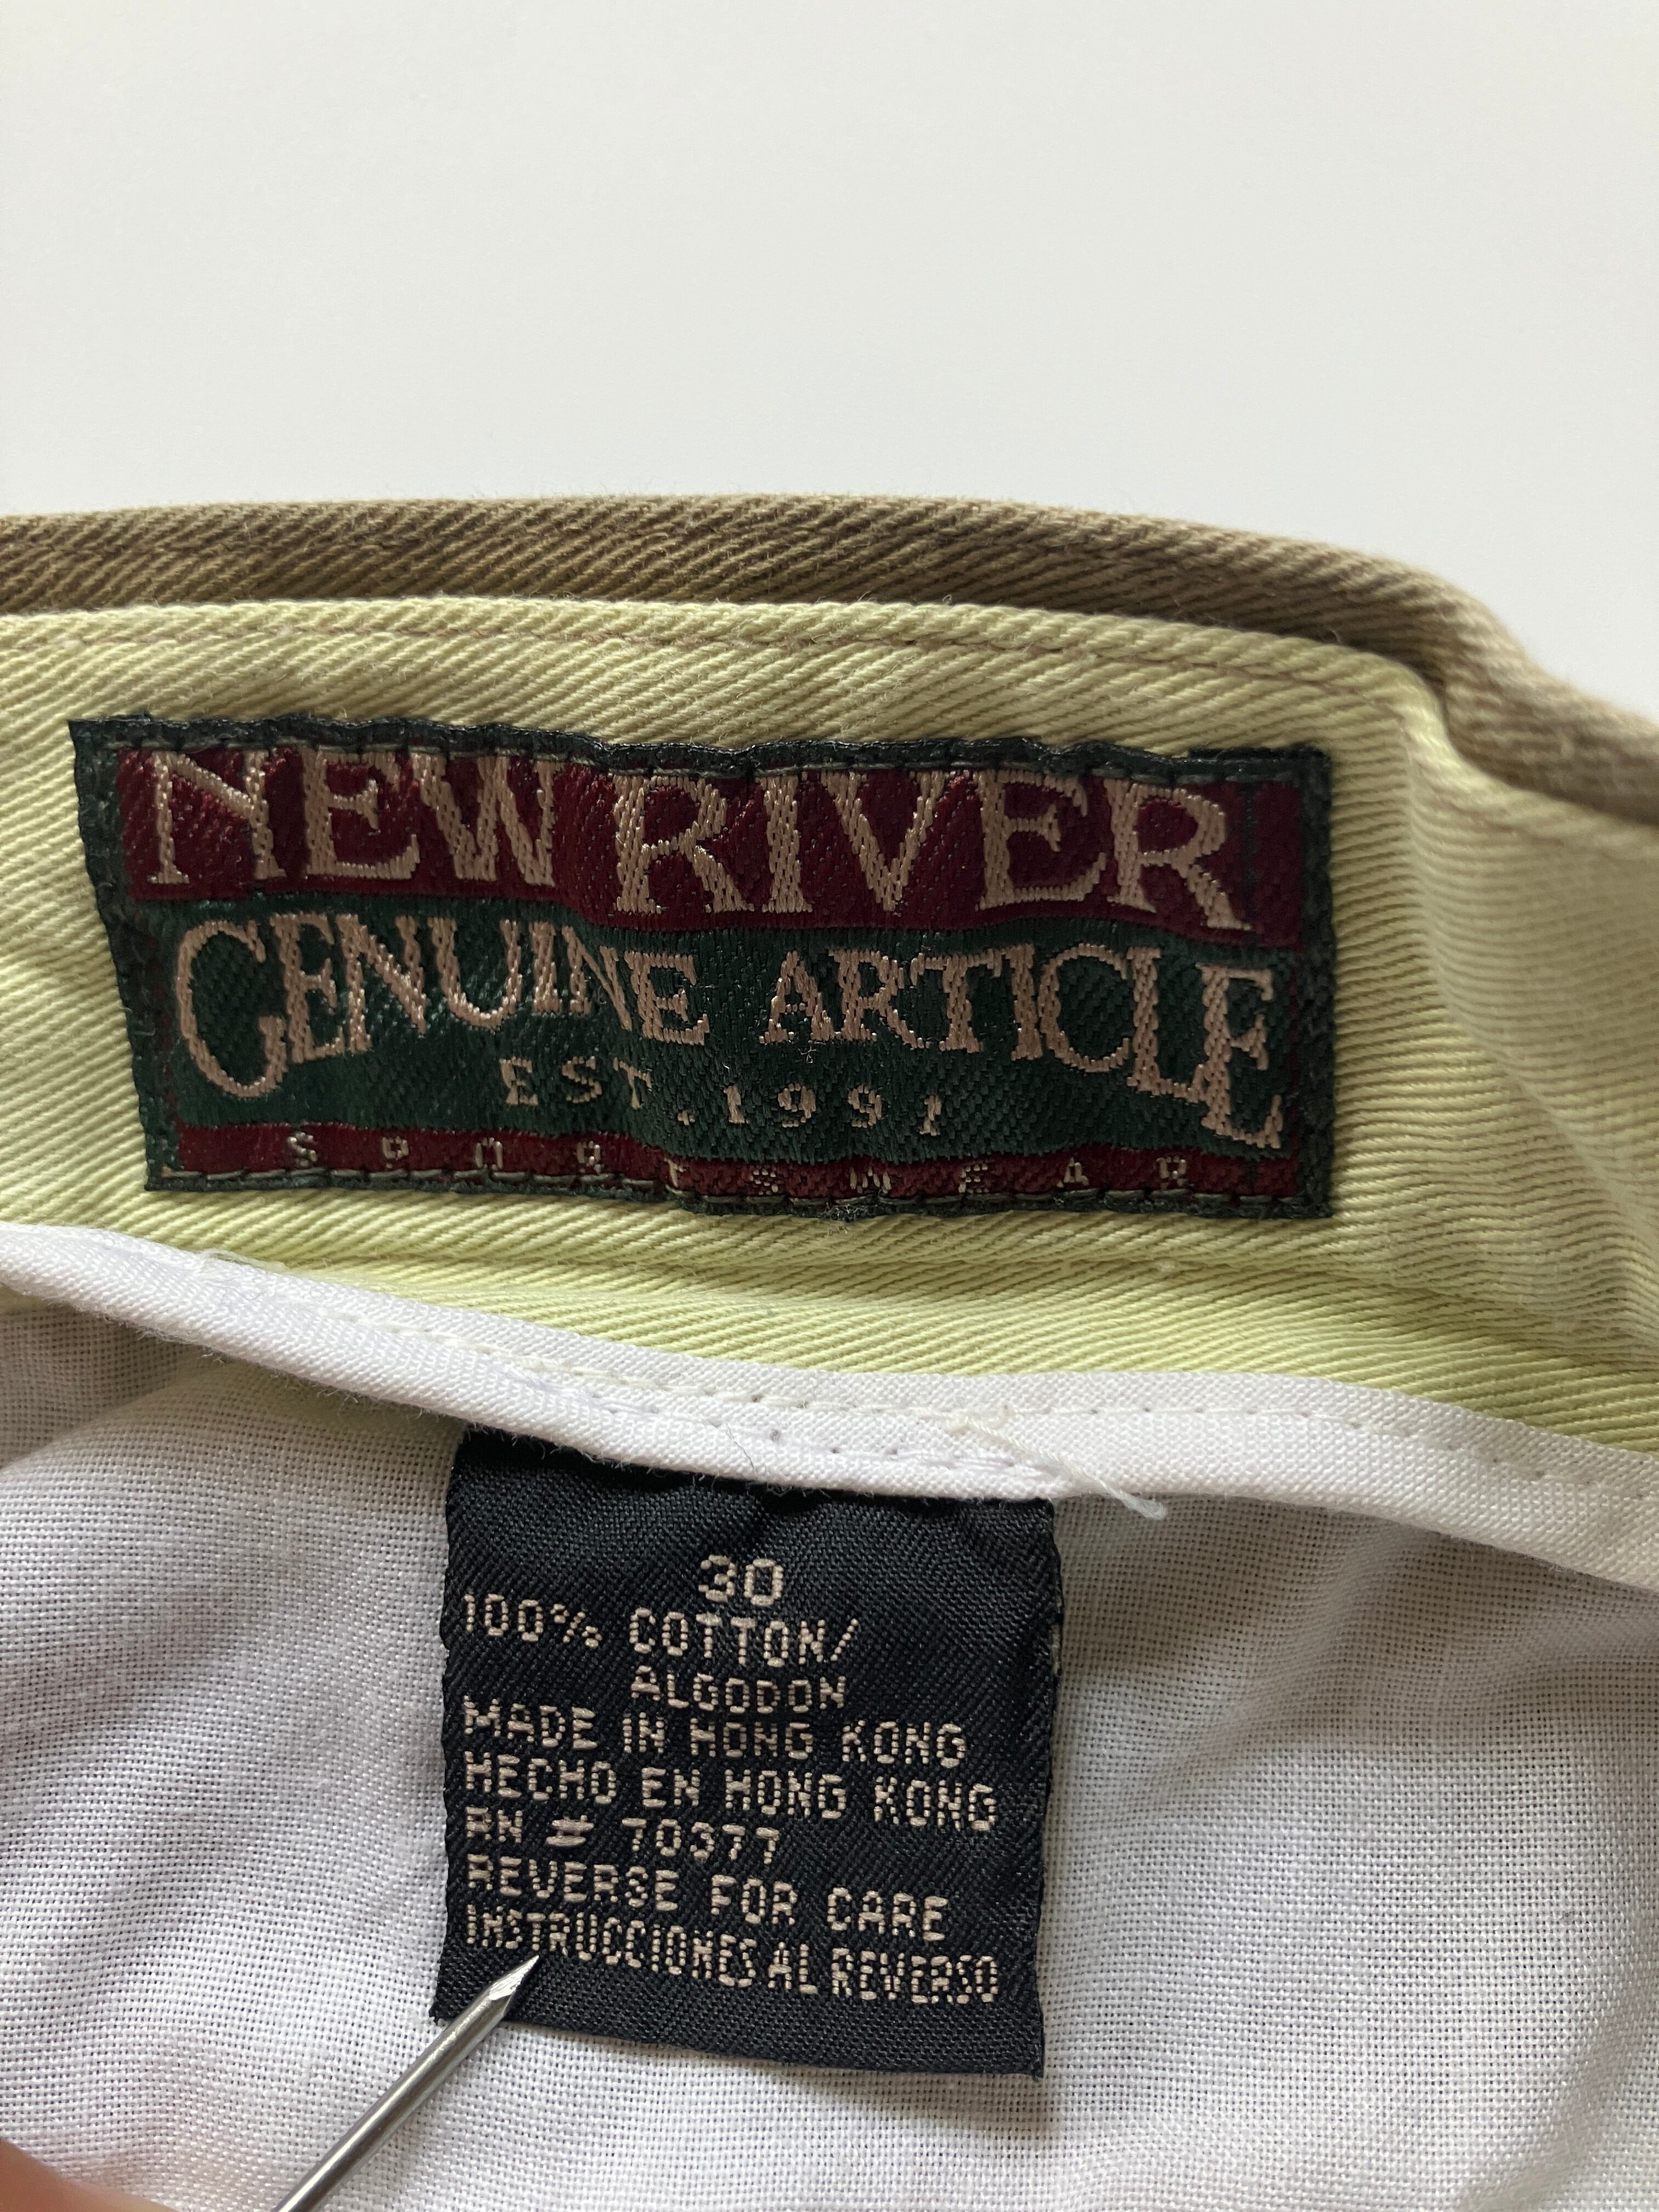 NEW RIVER
GENUINE ARTICLE
EST. 1991
SPORTSWEAR
30
100% COTTON/
ALGODON
MADE IN HONG KONG
HECHO EN HONG KONG
RN # 70377
REVERSE FOR CARE
INSTRUCCIONES AL REVERSO